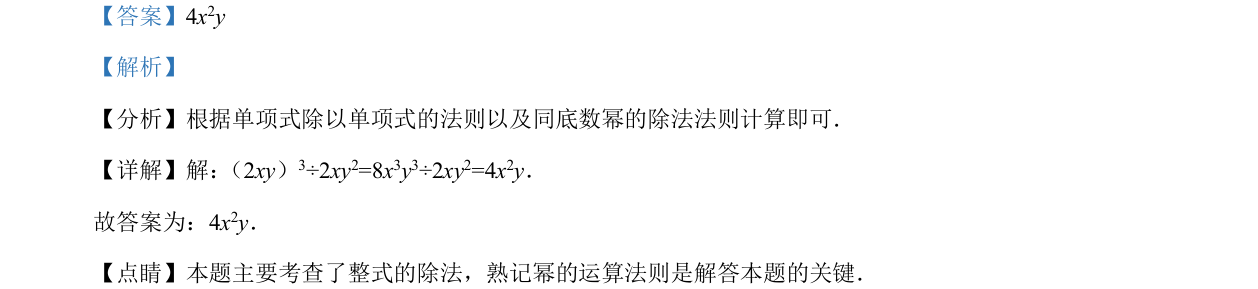 【答案】4x²y
【解析】
【分析】根据单项式除以单项式的法则以及同底数幂的除法法则计算即可．
【详解】解：（2xy）³÷2xy²=8x³y³÷2xy²=4x²y．
故答案为：4x²y．
【点睛】本题主要考查了整式的除法，熟记幂的运算法则是解答本题的关键．